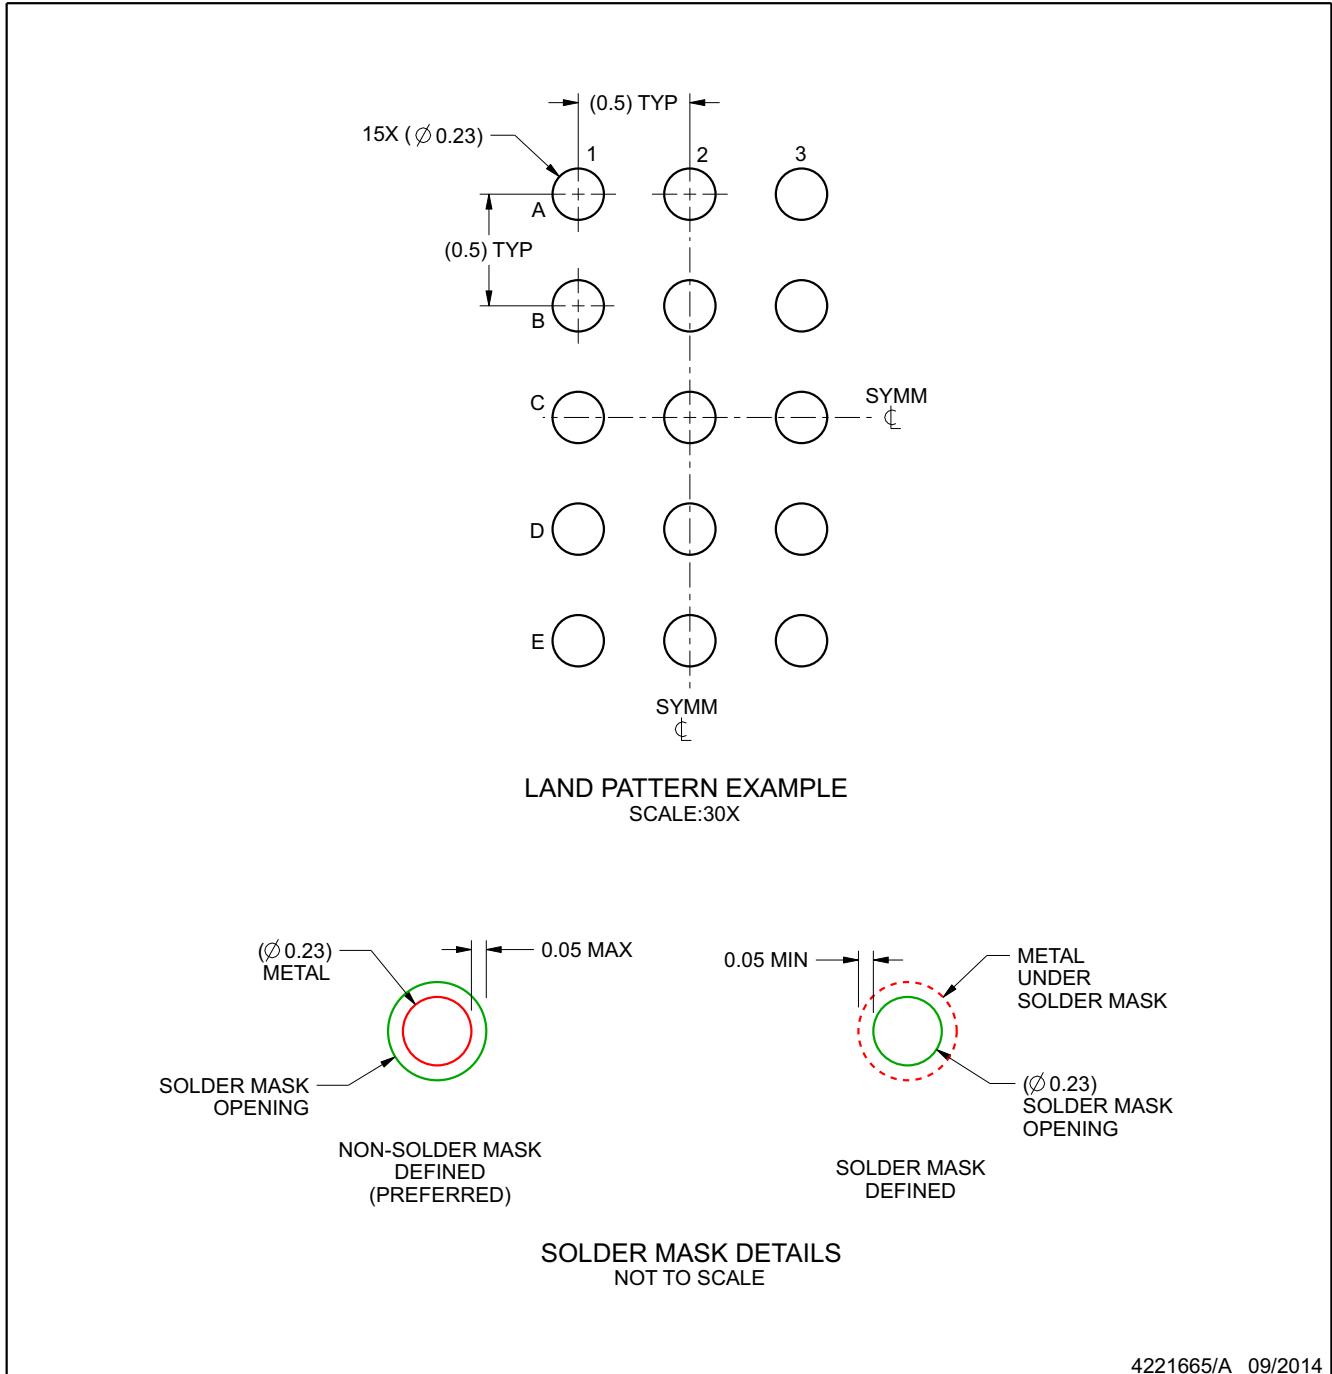 (0.5) TYP
15X ( ∅ 0.23)
1
2
3
A
(0.5) TYP
B
C
SYMM
℄
D
E
SYMM
℄
LAND PATTERN EXAMPLE
SCALE:30X
(∅ 0.23)
METAL
0.05 MAX
SOLDER MASK
OPENING
NON-SOLDER MASK
DEFINED
(PREFERRED)
0.05 MIN
METAL
UNDER
SOLDER MASK
(∅ 0.23)
SOLDER MASK
OPENING
SOLDER MASK
DEFINED
SOLDER MASK DETAILS
NOT TO SCALE
4221665/A 09/2014